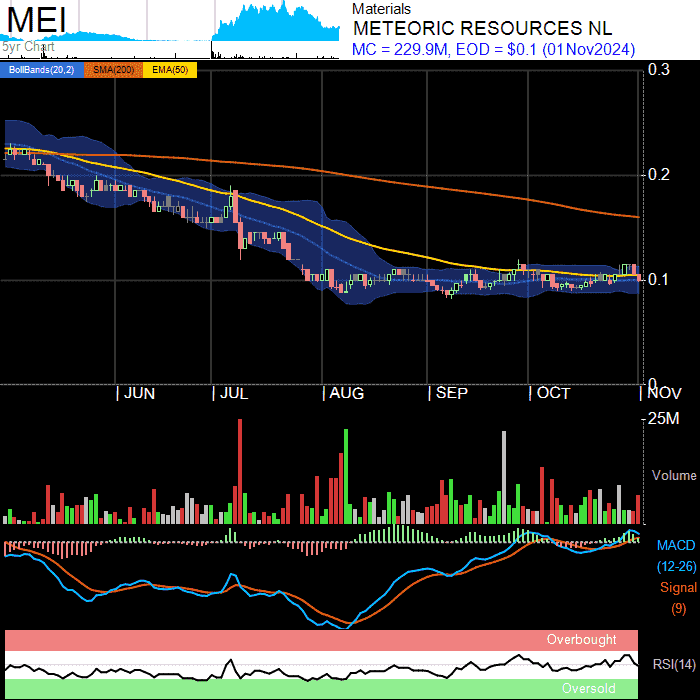 MEI
5yr Chart
Materials
METEORIC RESOURCES NL
MC = 229.9M, EOD = $0.1 (01Nov2024)
BollBands(20,2) SMA(200) EMA(50)
0.3
0.2
0.1
0
JUN JUL AUG SEP OCT NOV
25M
Volume
MACD
(12-26)
Signal
(9)
Overbought
RSI(14)
Oversold